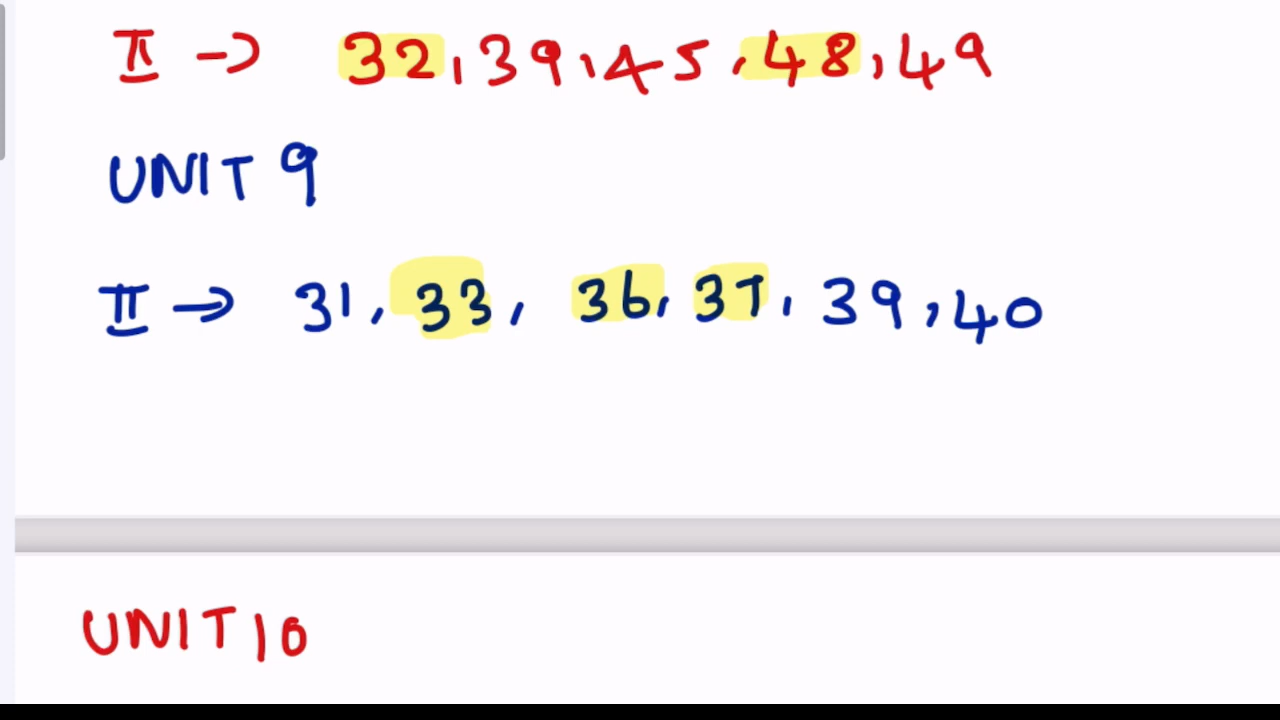 II → 32, 39, 45, 48, 49
UNIT 9
II → 31, 33, 36, 37, 39, 40
UNIT 10